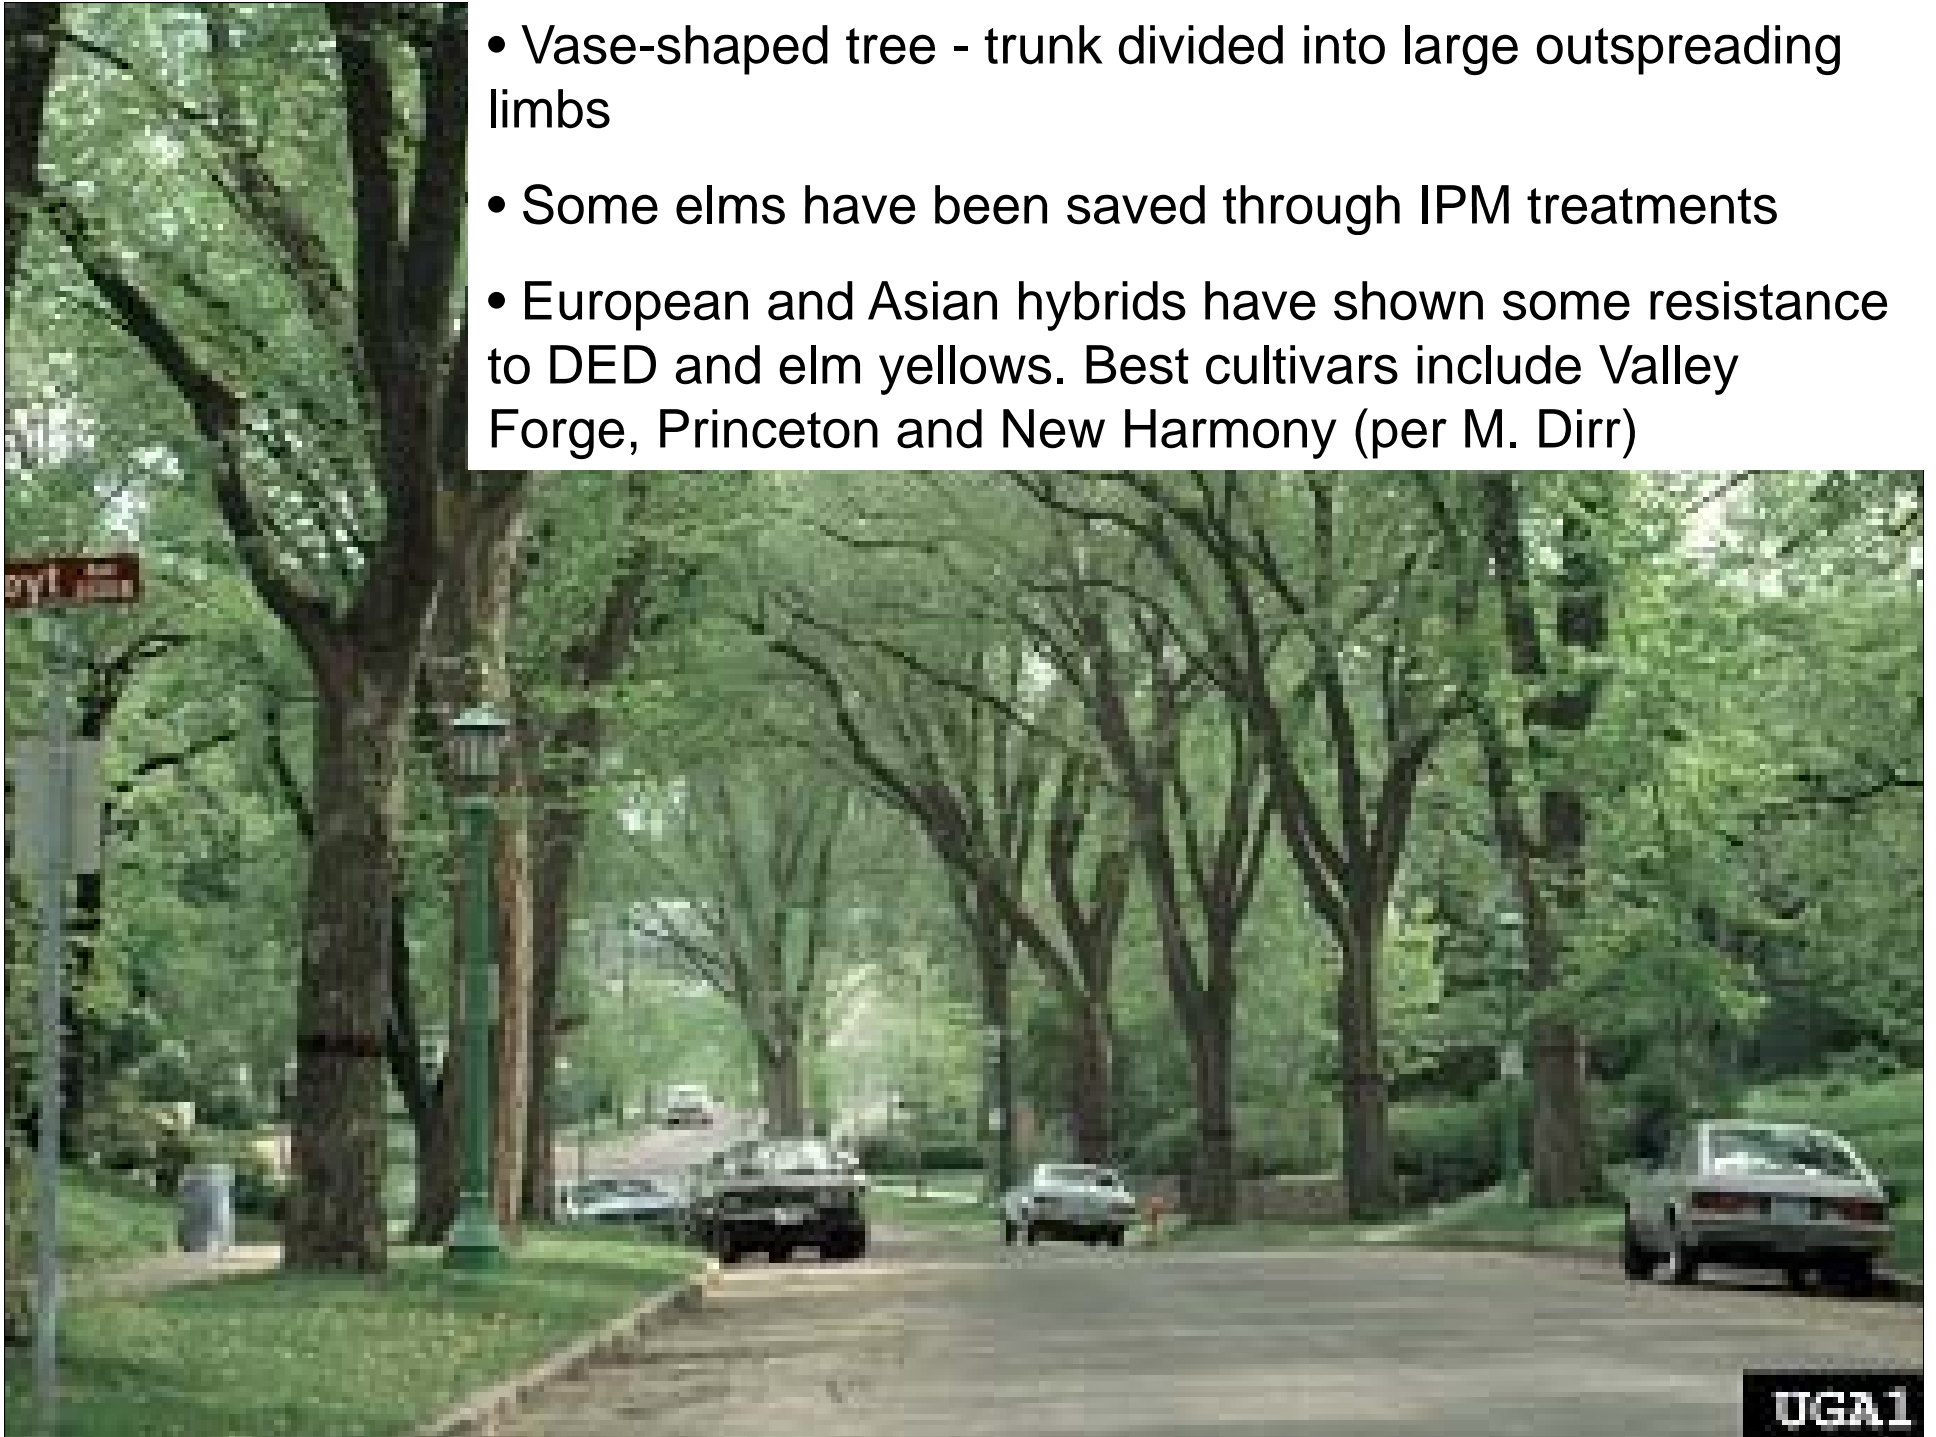 • Vase-shaped tree - trunk divided into large outspreading
limbs
• Some elms have been saved through IPM treatments
• European and Asian hybrids have shown some resistance
to DED and elm yellows. Best cultivars include Valley
Forge, Princeton and New Harmony (per M. Dirr)
UGA1